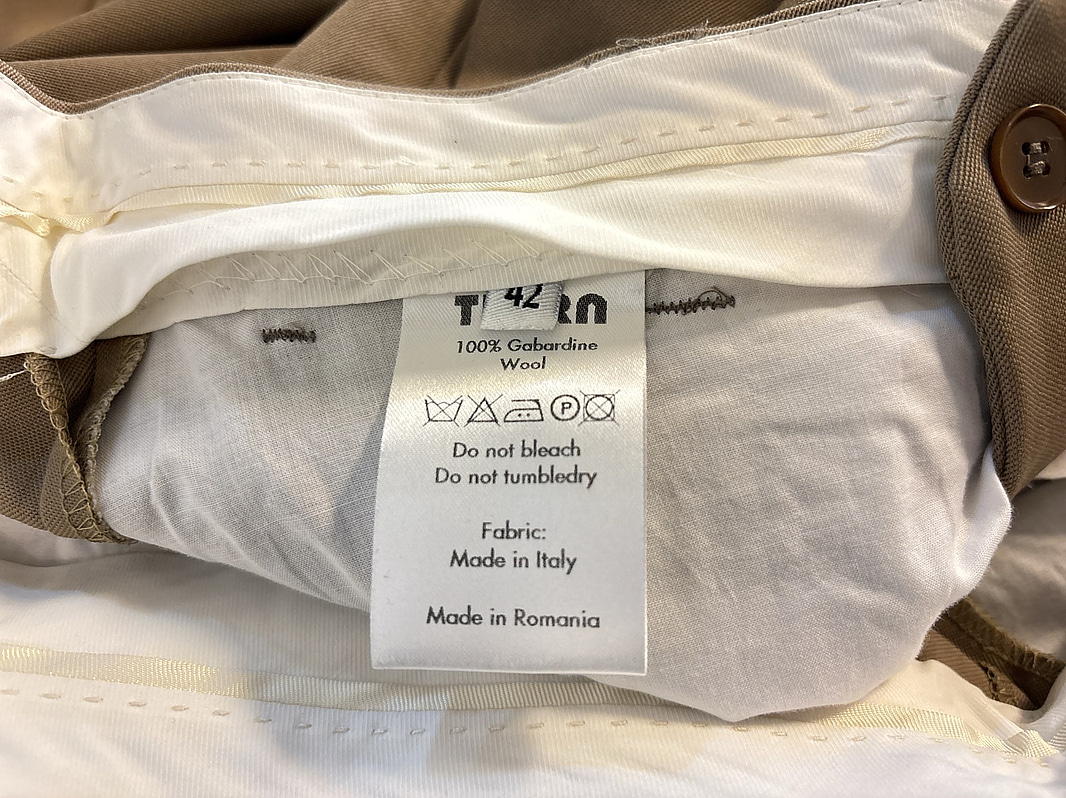 42
100% Gabardine
Wool
P
Do not bleach
Do not tumbledry
Fabric:
Made in Italy
Made in Romania